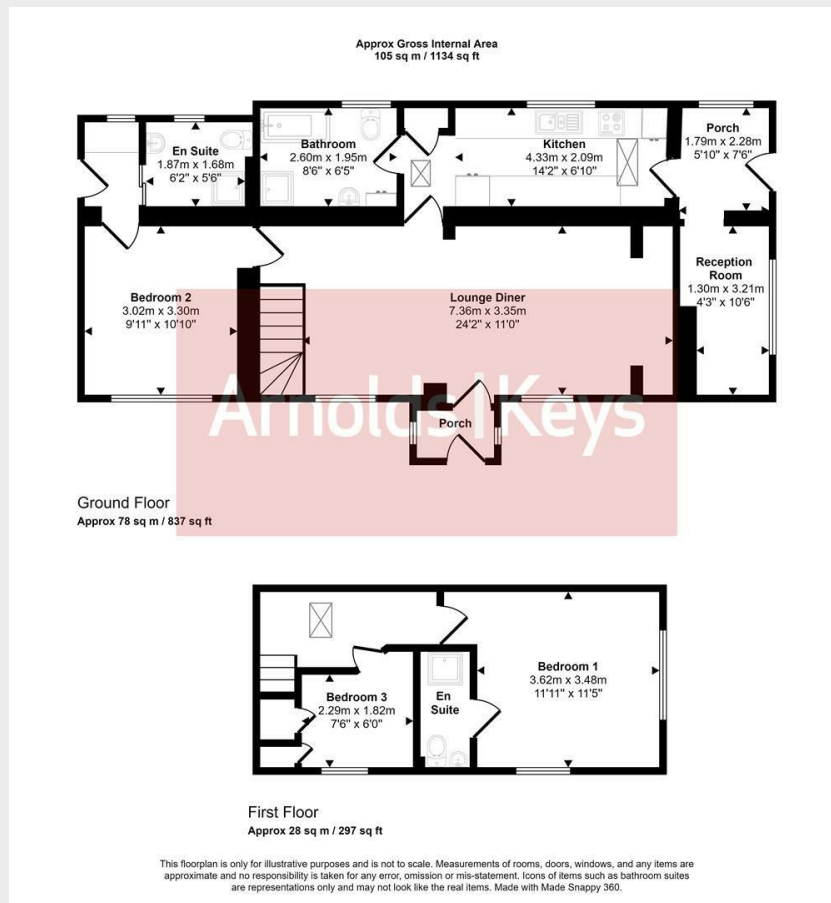 Approx Gross Internal Area
105 sq m / 1134 sq ft
En Suite
1.87m x 1.68m
6'2" x 5'6"
Bathroom
2.60m x 1.95m
8'6" x 6'5"
Kitchen
4.33m x 2.09m
14'2" x 6'10"
Porch
1.79m x 2.28m
5'10" x 7'6"
Bedroom 2
3.02m x 3.30m
9'11" x 10'10"
Lounge Diner
7.36m x 3.35m
24'2" x 11'0"
Reception
Room
1.30m x 3.21m
4'3" x 10'6"
Arnolds|Keys
Porch
Ground Floor
Approx 78 sq m / 837 sq ft
Bedroom 1
3.62m x 3.48m
11'11" x 11'5"
En
Suite
Bedroom 3
2.29m x 1.82m
7'6" x 6'0"
First Floor
Approx 28 sq m / 297 sq ft
This floorplan is only for illustrative purposes and is not to scale. Measurements of rooms, doors, windows, and any items are
approximate and no responsibility is taken for any error, omission or mis-statement. Icons of items such as bathroom suites
are representations only and may not look like the real items. Made with Made Snappy 360.